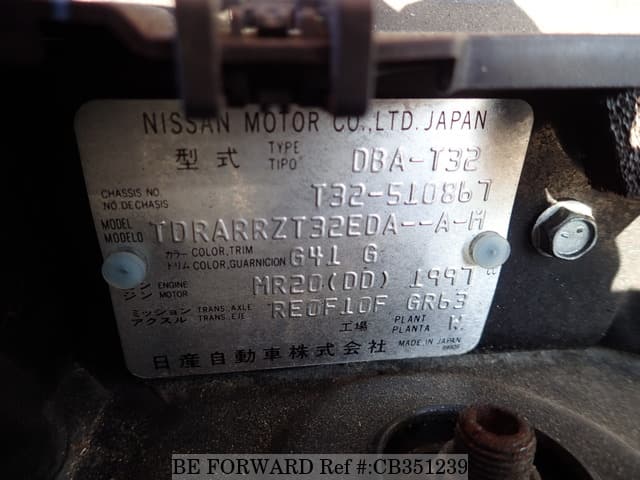 NISSAN MOTOR CO.,LTD. JAPAN
型式 TYPE TIPO DBA-T32
CHASSIS NO. NO.DE CHASIS T32-510867
MODEL MODELO TDRARRZT32EDA--A-M
カラー COLOR,TRIM トリム COLOR,GUARNICION G41 G
ン ENGINE ジン MOTOR MR20(DD) 1997
ミッション TRANS.AXLE アクスル TRANS.EJE RE0F10F GR63
工場 PLANT PLANTA
日産自動車株式会社 MADE IN JAPAN
BE FORWARD Ref #:CB351239